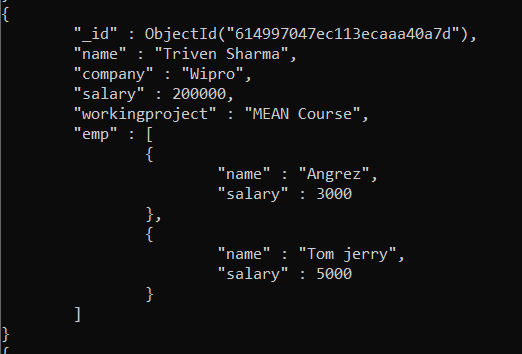 {
"_id" : ObjectId("614997047ec113ecaaa40a7d"),
"name" : "Triven Sharma",
"company" : "Wipro",
"salary" : 200000,
"workingproject" : "MEAN Course",
"emp" : [
{
"name" : "Angrez",
"salary" : 3000
},
{
"name" : "Tom jerry",
"salary" : 5000
}
]
}
{